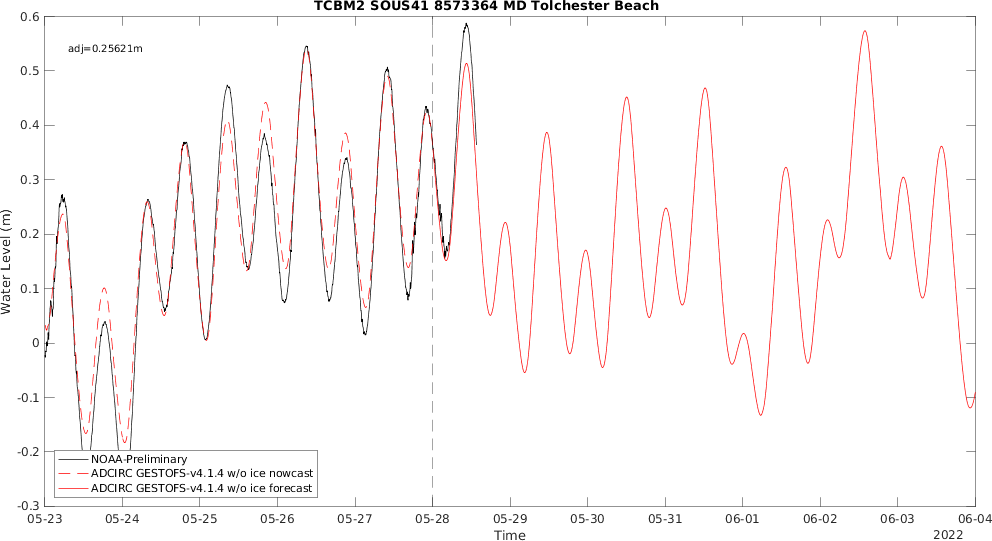 TCBM2 SOUS41 8573364 MD Tolchester Beach
adj=0.25621m
Water Level (m)
0.6
0.5
0.4
0.3
0.2
0.1
0
-0.1
-0.2
-0.3
NOAA-Preliminary
ADCIRC GESTOFS-v4.1.4 w/o ice nowcast
ADCIRC GESTOFS-v4.1.4 w/o ice forecast
05-23 05-24 05-25 05-26 05-27 05-28 05-29 05-30 05-31 06-01 06-02 06-03 06-04
Time
2022